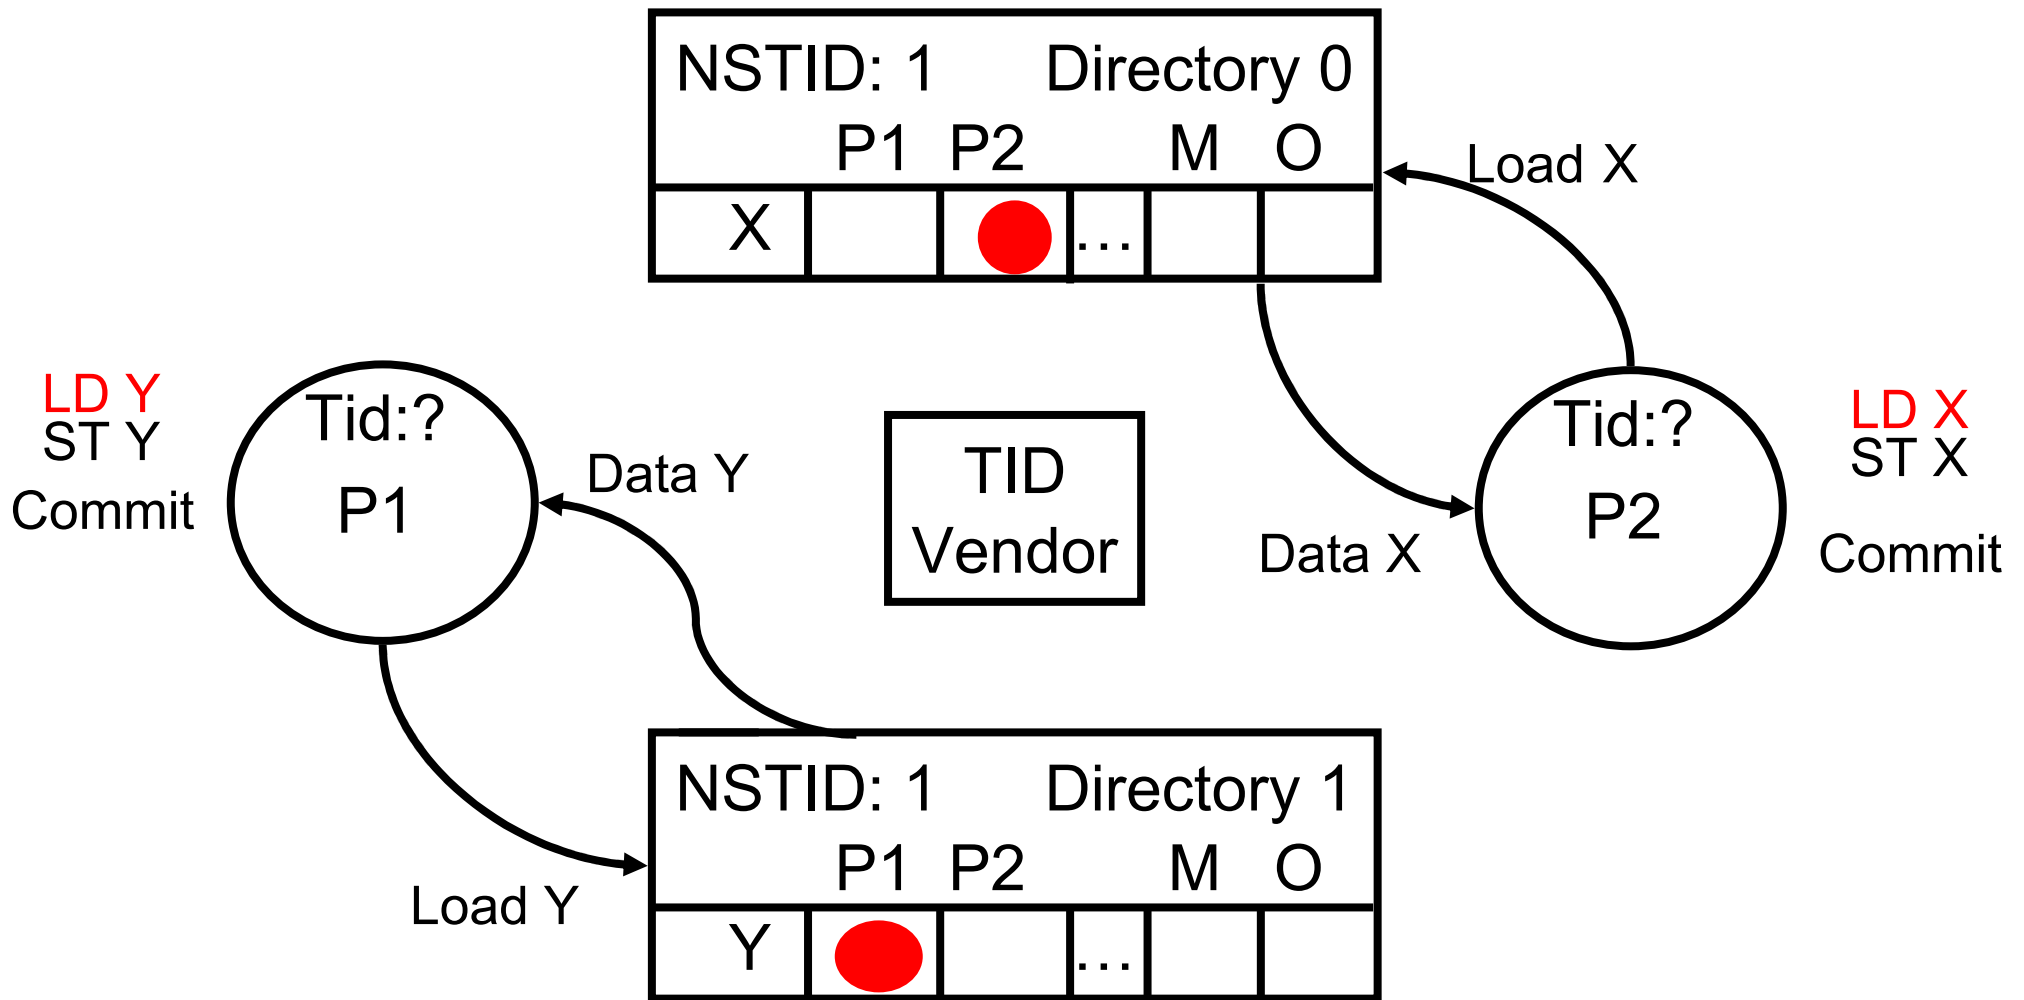 NSTID: 1 Directory 0
P1 P2 M O
X ...
Load X
LD Y
ST Y
Commit
Tid:?
P1
Data Y
TID
Vendor
Data X
Tid:?
P2
LD X
ST X
Commit
Load Y
NSTID: 1 Directory 1
P1 P2 M O
Y ...